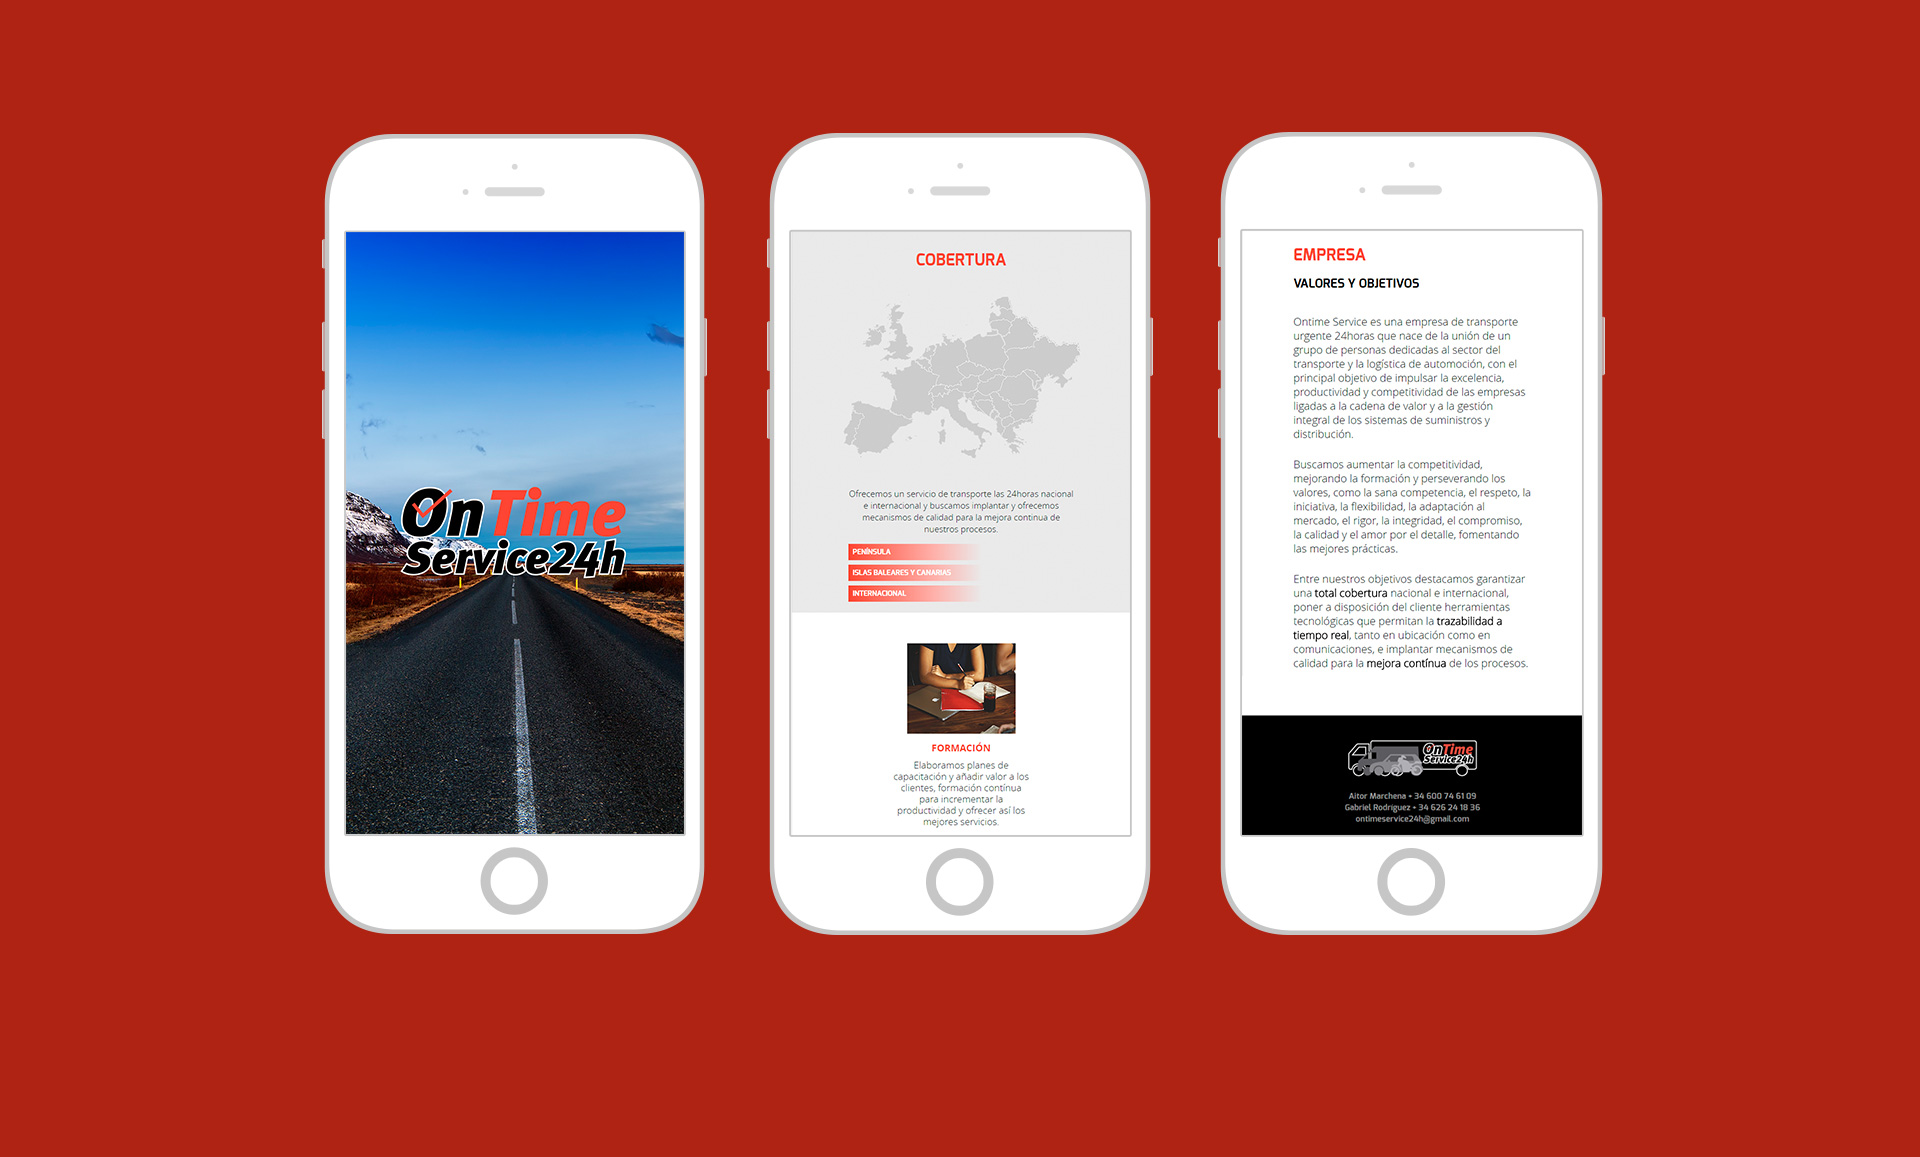 On Time
Service24h
COBERTURA
Ofrecemos un servicio de transporte las 24horas nacional
e internacional y buscamos implantar y ofrecemos
mecanismos de calidad para la mejora continua de
nuestros procesos.
PENÍNSULA
ISLAS BALEARES Y CANARIAS
INTERNACIONAL
FORMACIÓN
Elaboramos planes de
capacitación y añadir valor a los
clientes, formación contínua
para incrementar la
productividad y ofrecer así los
mejores servicios.
EMPRESA
VALORES Y OBJETIVOS
Ontime Service es una empresa de transporte
urgente 24horas que nace de la unión de un
grupo de personas dedicadas al sector del
transporte y la logística de automoción, con el
principal objetivo de impulsar la excelencia,
productividad y competitividad de las empresas
ligadas a la cadena de valor y a la gestión
integral de los sistemas de suministros y
distribución.
Buscamos aumentar la competitividad,
mejorando la formación y perseverando los
valores, como la sana competencia, el respeto, la
iniciativa, la flexibilidad, la adaptación al
mercado, el rigor, la integridad, el compromiso,
la calidad y el amor por el detalle, fomentando
las mejores prácticas.
Entre nuestros objetivos destacamos garantizar
una total cobertura nacional e internacional,
poner a disposición del cliente herramientas
tecnológicas que permitan la trazabilidad a
tiempo real, tanto en ubicación como en
comunicaciones, e implantar mecanismos de
calidad para la mejora contínua de los procesos.
OnTime
Service24h
Aitor Marchena • 34 600 74 61 09
Gabriel Rodríguez • 34 626 24 18 36
ontimeservice24h@gmail.com